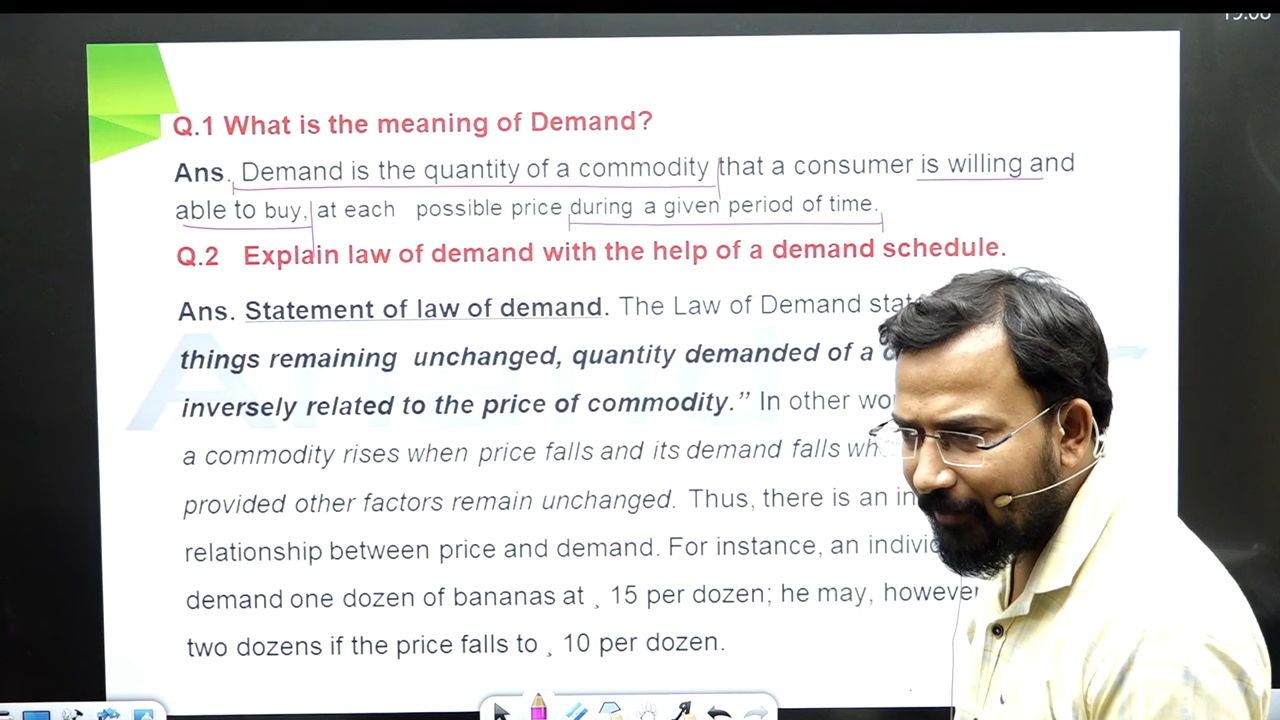 19:08
Q.1 What is the meaning of Demand?
Ans. Demand is the quantity of a commodity that a consumer is willing and
able to buy, at each possible price during a given period of time.
Q.2 Explain law of demand with the help of a demand schedule.
Ans. Statement of law of demand. The Law of Demand
things remaining unchanged, quantity demanded of a
inversely related to the price of commodity.” In other
a commodity rises when price falls and its demand falls
provided other factors remain unchanged. Thus, there is an
relationship between price and demand. For instance, an
demand one dozen of bananas at ¸ 15 per dozen; he may,
two dozens if the price falls to ¸ 10 per dozen.